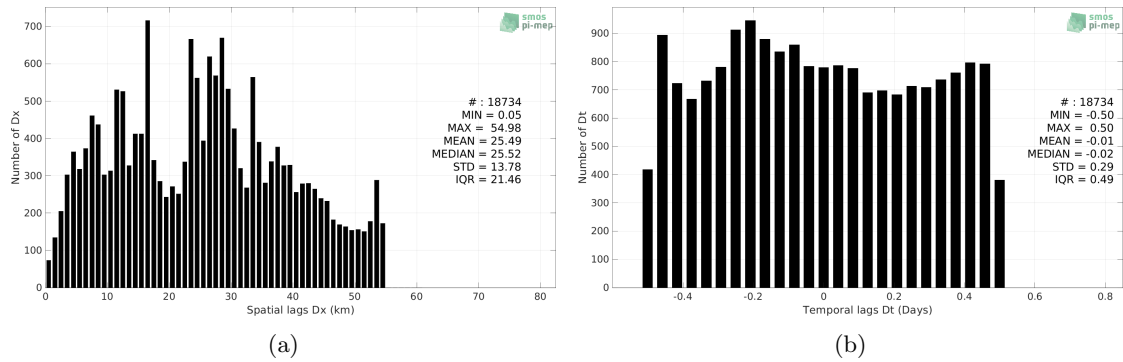 smos
pi-mep
700
600
500
400
300
200
100
0
Number of Dx
# : 18734
MIN = 0.05
MAX = 54.98
MEAN = 25.49
MEDIAN = 25.52
STD = 13.78
IQR = 21.46
0 10 20 30 40 50 60 70 80
Spatial lags Dx (km)
(a)
smos
pi-mep
900
800
700
600
500
400
300
200
100
0
Number of Dt
# : 18734
MIN = -0.50
MAX = 0.50
MEAN = -0.01
MEDIAN = -0.02
STD = 0.29
IQR = 0.49
-0.4 -0.2 0 0.2 0.4 0.6 0.8
Temporal lags Dt (Days)
(b)